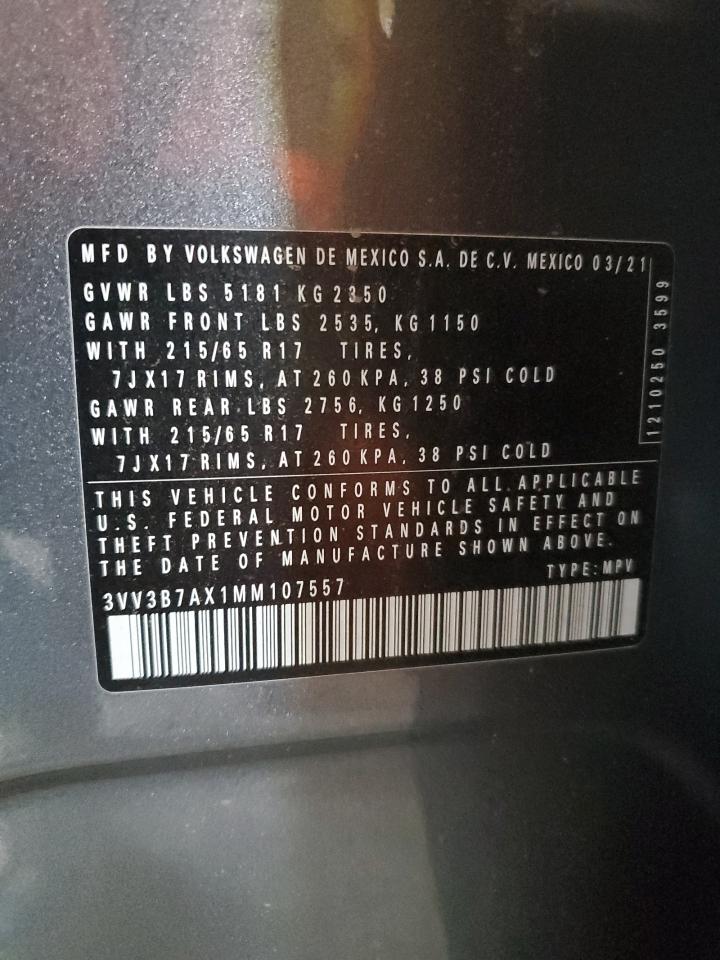 MFD BY VOLKSWAGEN DE MEXICO S.A. DE C.V. MEXICO 03/21
GVWR LBS 5181 KG 2350
GAWR FRONT LBS 2535, KG 1150
WITH 215/65 R17 TIRES,
7JX17 RIMS, AT 260 KPA, 38 PSI COLD
GAWR REAR LBS 2756, KG 1250
WITH 215/65 R17 TIRES,
7JX17 RIMS, AT 260 KPA, 38 PSI COLD
1210250 3599
THIS VEHICLE CONFORMS TO ALL APPLICABLE
U.S. FEDERAL MOTOR VEHICLE SAFETY AND
THEFT PREVENTION STANDARDS IN EFFECT ON
THE DATE OF MANUFACTURE SHOWN ABOVE.
TYPE: MPV
3VV3B7AX1MM107557